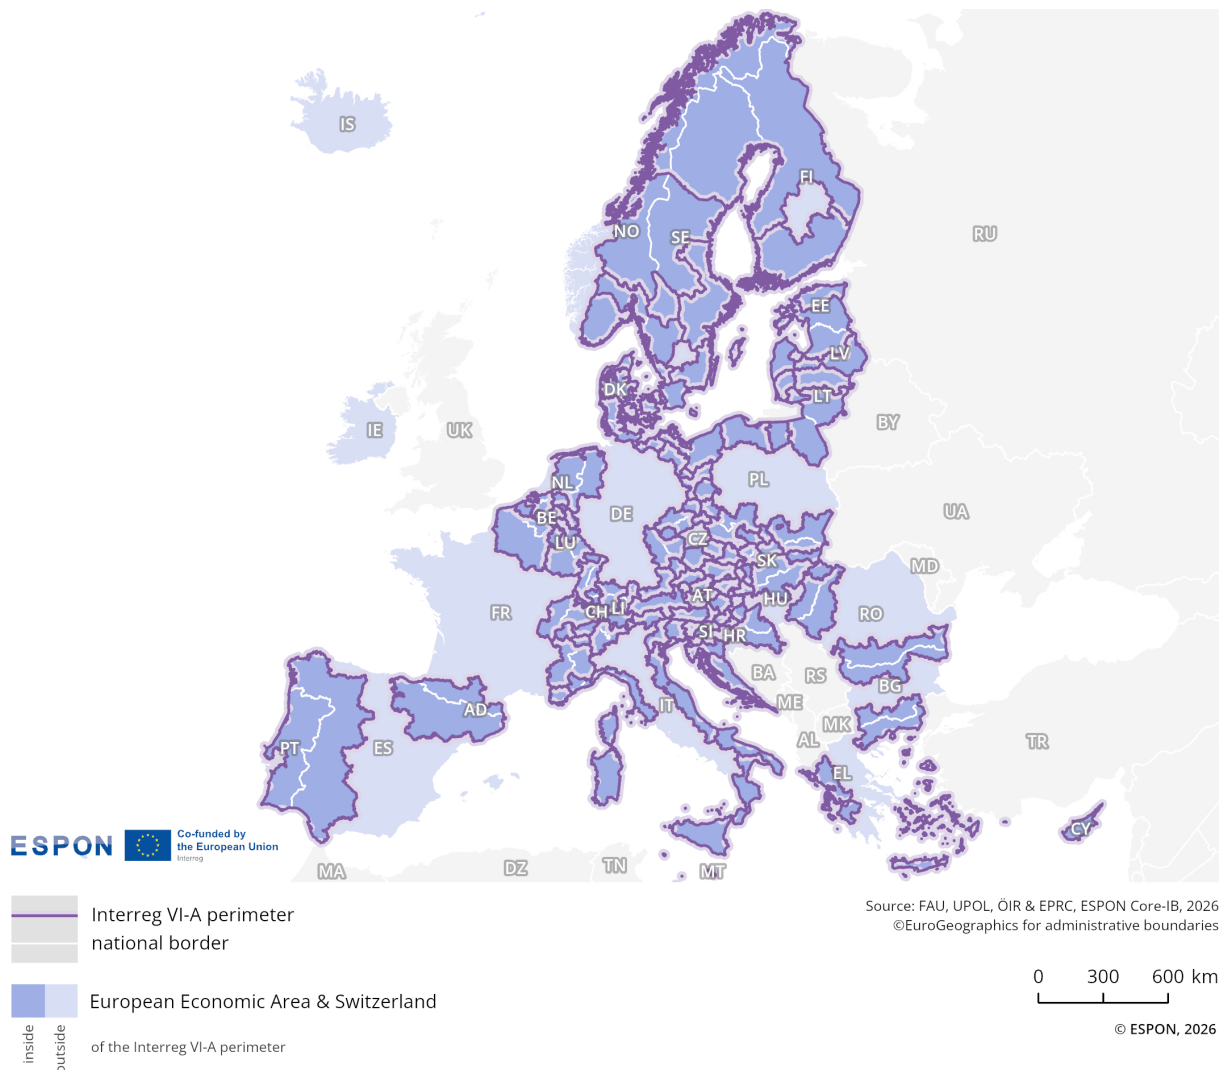 IS
FI
NO
SE
RU
EE
LV
DK
LT
IE
UK
BY
NL
PL
BE
DE
UA
CZ
LU
SK
MD
AT
HU
FR
CH
LI
RO
SI
HR
BA
RS
BG
AD
IT
ME
MK
PT
ES
AL
TR
EL
CY
MA
DZ
TN
MT
ESPON
Co-funded by
the European Union
Interreg
Interreg VI-A perimeter
national border
European Economic Area & Switzerland
inside
outside
of the Interreg VI-A perimeter
Source: FAU, UPOL, ÖIR & EPRC, ESPON Core-IB, 2026
©EuroGeographics for administrative boundaries
0 300 600 km
© ESPON, 2026